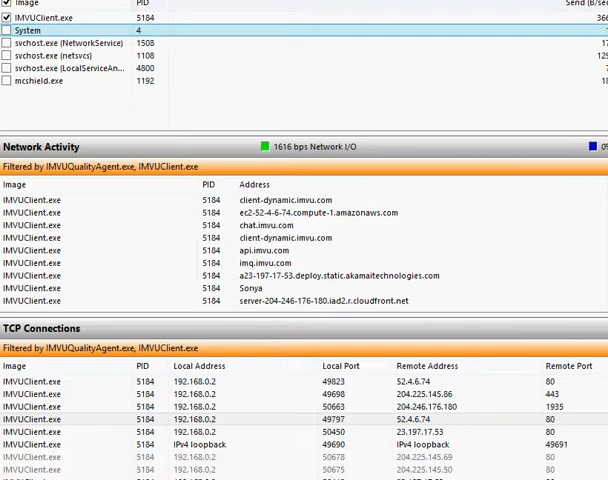 Image PID Send (B/sec
IMVUClient.exe 5184 366
System 4
svchost.exe (NetworkService) 1508 17
svchost.exe (netsvcs) 1108 129
svchost.exe (LocalServiceAn... 4800 7
mcshield.exe 1192 18
Network Activity 1616 bps Network I/O 0%
Filtered by IMVUQualityAgent.exe, IMVUClient.exe
Image PID Address
IMVUClient.exe 5184 client-dynamic.imvu.com
IMVUClient.exe 5184 ec2-52-4-6-74.compute-1.amazonaws.com
IMVUClient.exe 5184 chat.imvu.com
IMVUClient.exe 5184 client-dynamic.imvu.com
IMVUClient.exe 5184 api.imvu.com
IMVUClient.exe 5184 imq.imvu.com
IMVUClient.exe 5184 a23-197-17-53.deploy.static.akamaitechnologies.com
IMVUClient.exe 5184 Sonya
IMVUClient.exe 5184 server-204-246-176-180.iad2.r.cloudfront.net
TCP Connections
Filtered by IMVUQualityAgent.exe, IMVUClient.exe
Image PID Local Address Local Port Remote Address Remote Port
IMVUClient.exe 5184 192.168.0.2 49823 52.4.6.74 80
IMVUClient.exe 5184 192.168.0.2 49698 204.225.145.86 443
IMVUClient.exe 5184 192.168.0.2 50663 204.246.176.180 1935
IMVUClient.exe 5184 192.168.0.2 49797 52.4.6.74 80
IMVUClient.exe 5184 192.168.0.2 50450 23.197.17.53 80
IMVUClient.exe 5184 IPv4 loopback 49690 IPv4 loopback 49691
IMVUClient.exe 5184 192.168.0.2 50678 204.225.145.69 80
IMVUClient.exe 5184 192.168.0.2 50675 204.225.145.50 80